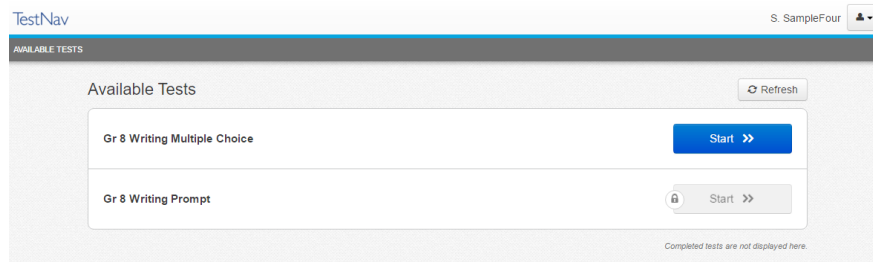 TestNav
S. SampleFour
AVAILABLE TESTS
Available Tests
Refresh
Gr 8 Writing Multiple Choice
Start
Gr 8 Writing Prompt
Start
Completed tests are not displayed here.